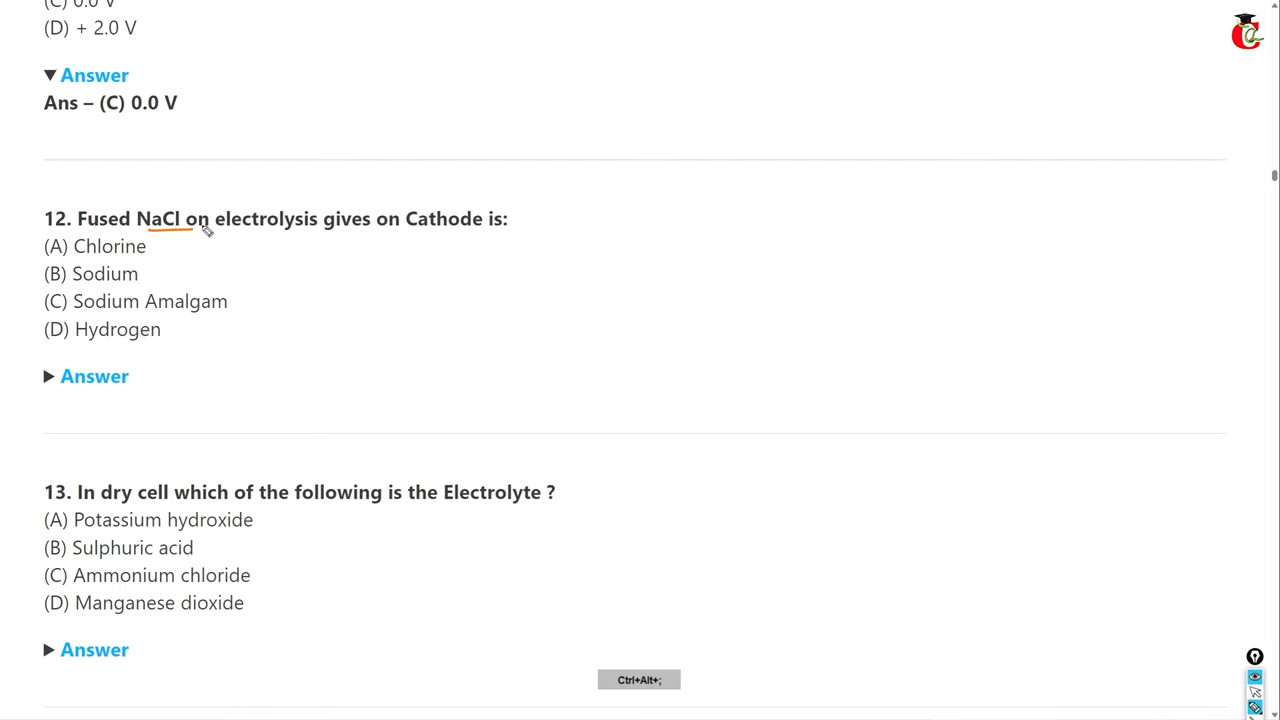 (C) 0.0 V
(D) + 2.0 V
▼ Answer
Ans – (C) 0.0 V
12. Fused NaCl on electrolysis gives on Cathode is:
(A) Chlorine
(B) Sodium
(C) Sodium Amalgam
(D) Hydrogen
▶ Answer
13. In dry cell which of the following is the Electrolyte ?
(A) Potassium hydroxide
(B) Sulphuric acid
(C) Ammonium chloride
(D) Manganese dioxide
▶ Answer
Ctrl+Alt+;